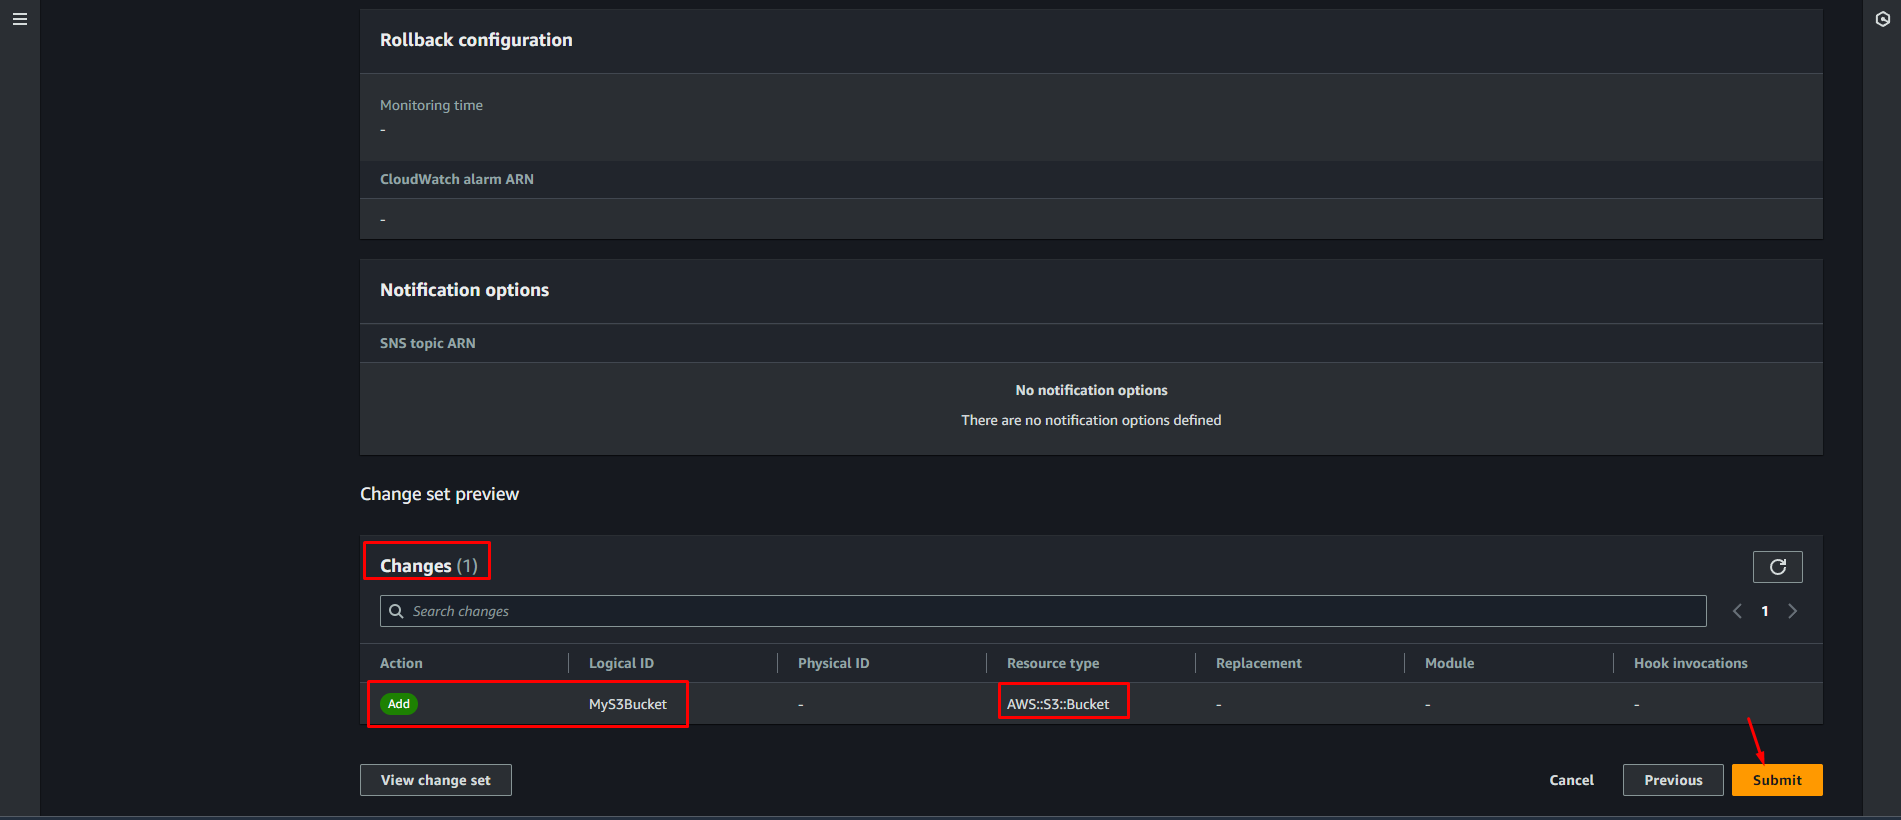 Rollback configuration
Monitoring time
-
CloudWatch alarm ARN
-
Notification options
SNS topic ARN
No notification options
There are no notification options defined
Change set preview
Changes (1)
Search changes
1
Action Logical ID Physical ID Resource type Replacement Module Hook invocations
Add MyS3Bucket - AWS::S3::Bucket - - -
View change set Cancel Previous Submit